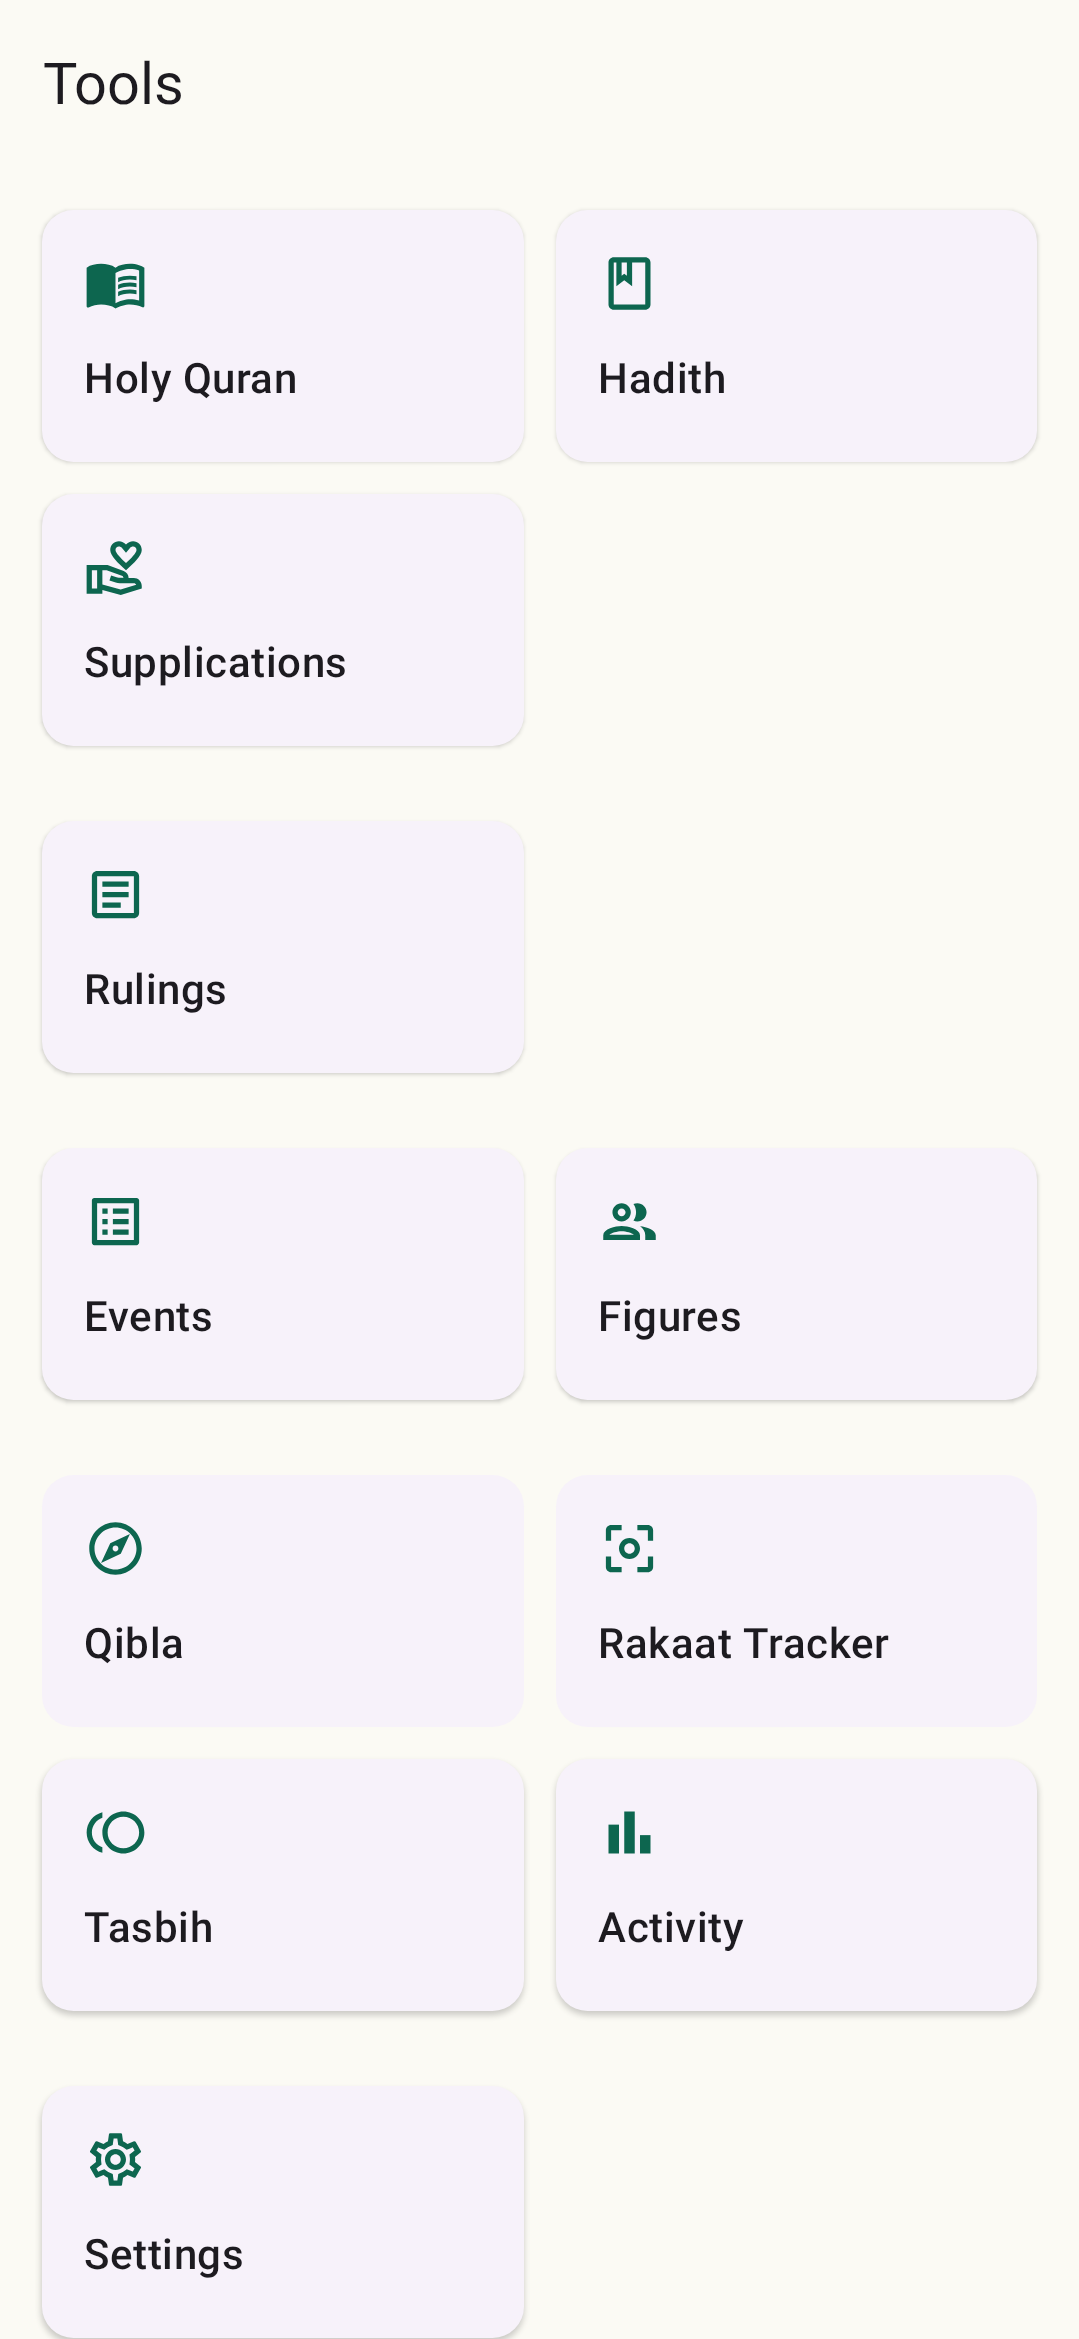 Tools
Holy Quran
Hadith
Supplications
Rulings
Events
Figures
Qibla
Rakaat Tracker
Tasbih
Activity
Settings